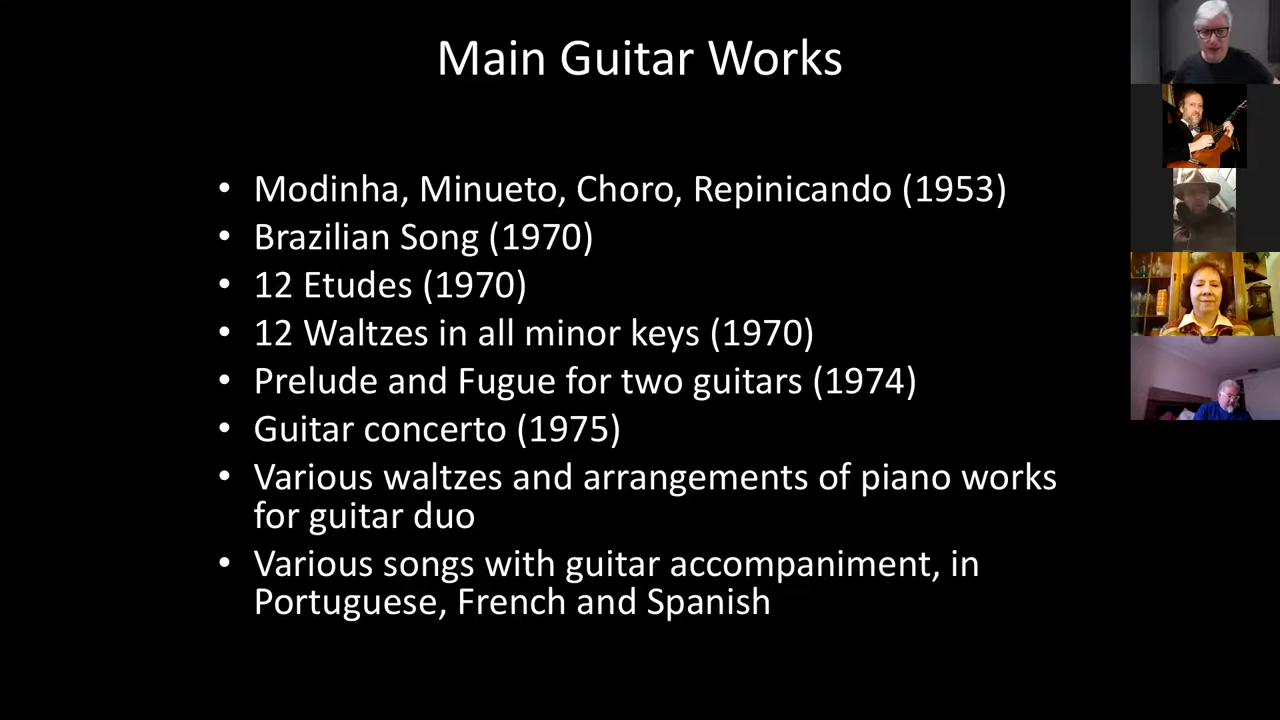 Main Guitar Works
• Modinha, Minueto, Choro, Repinicando (1953)
• Brazilian Song (1970)
• 12 Etudes (1970)
• 12 Waltzes in all minor keys (1970)
• Prelude and Fugue for two guitars (1974)
• Guitar concerto (1975)
• Various waltzes and arrangements of piano works
for guitar duo
• Various songs with guitar accompaniment, in
Portuguese, French and Spanish